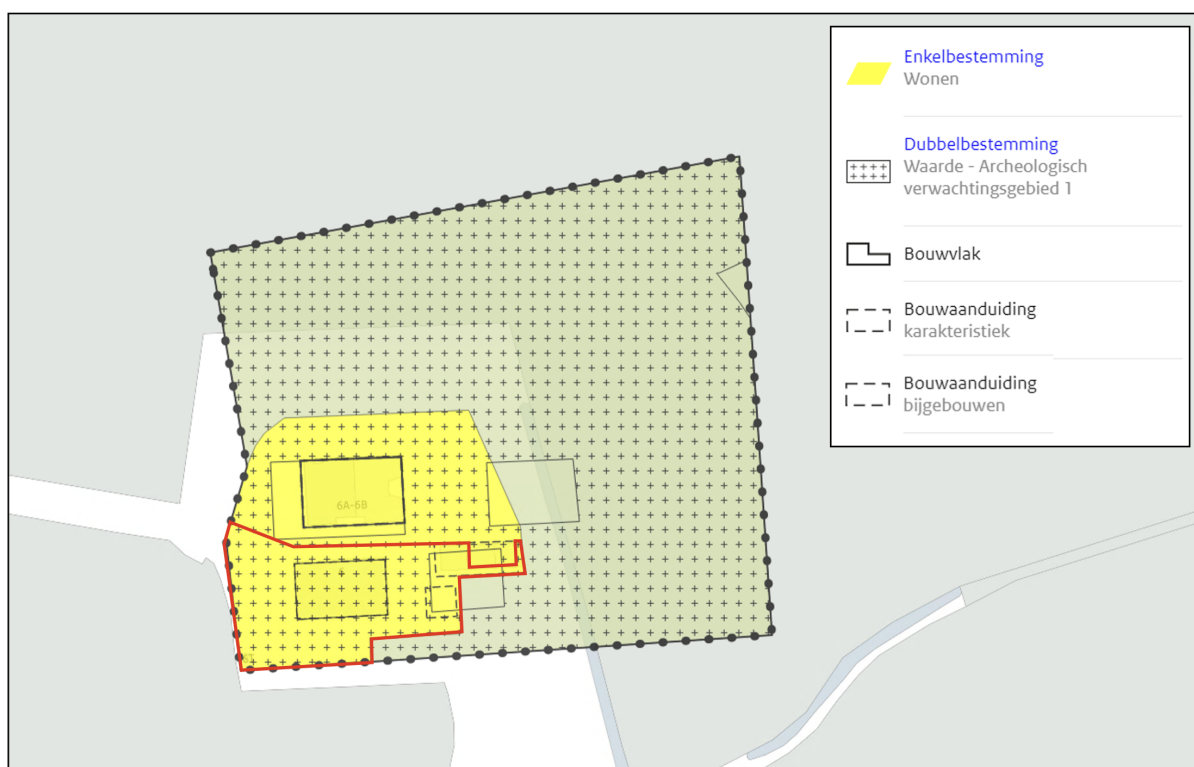 Enkelbestemming
Wonen
Dubbelbestemming
Waarde - Archeologisch
verwachtingsgebied 1
Bouwvlak
Bouwaanduiding
karakteristiek
Bouwaanduiding
bijgebouwen
6A-6B